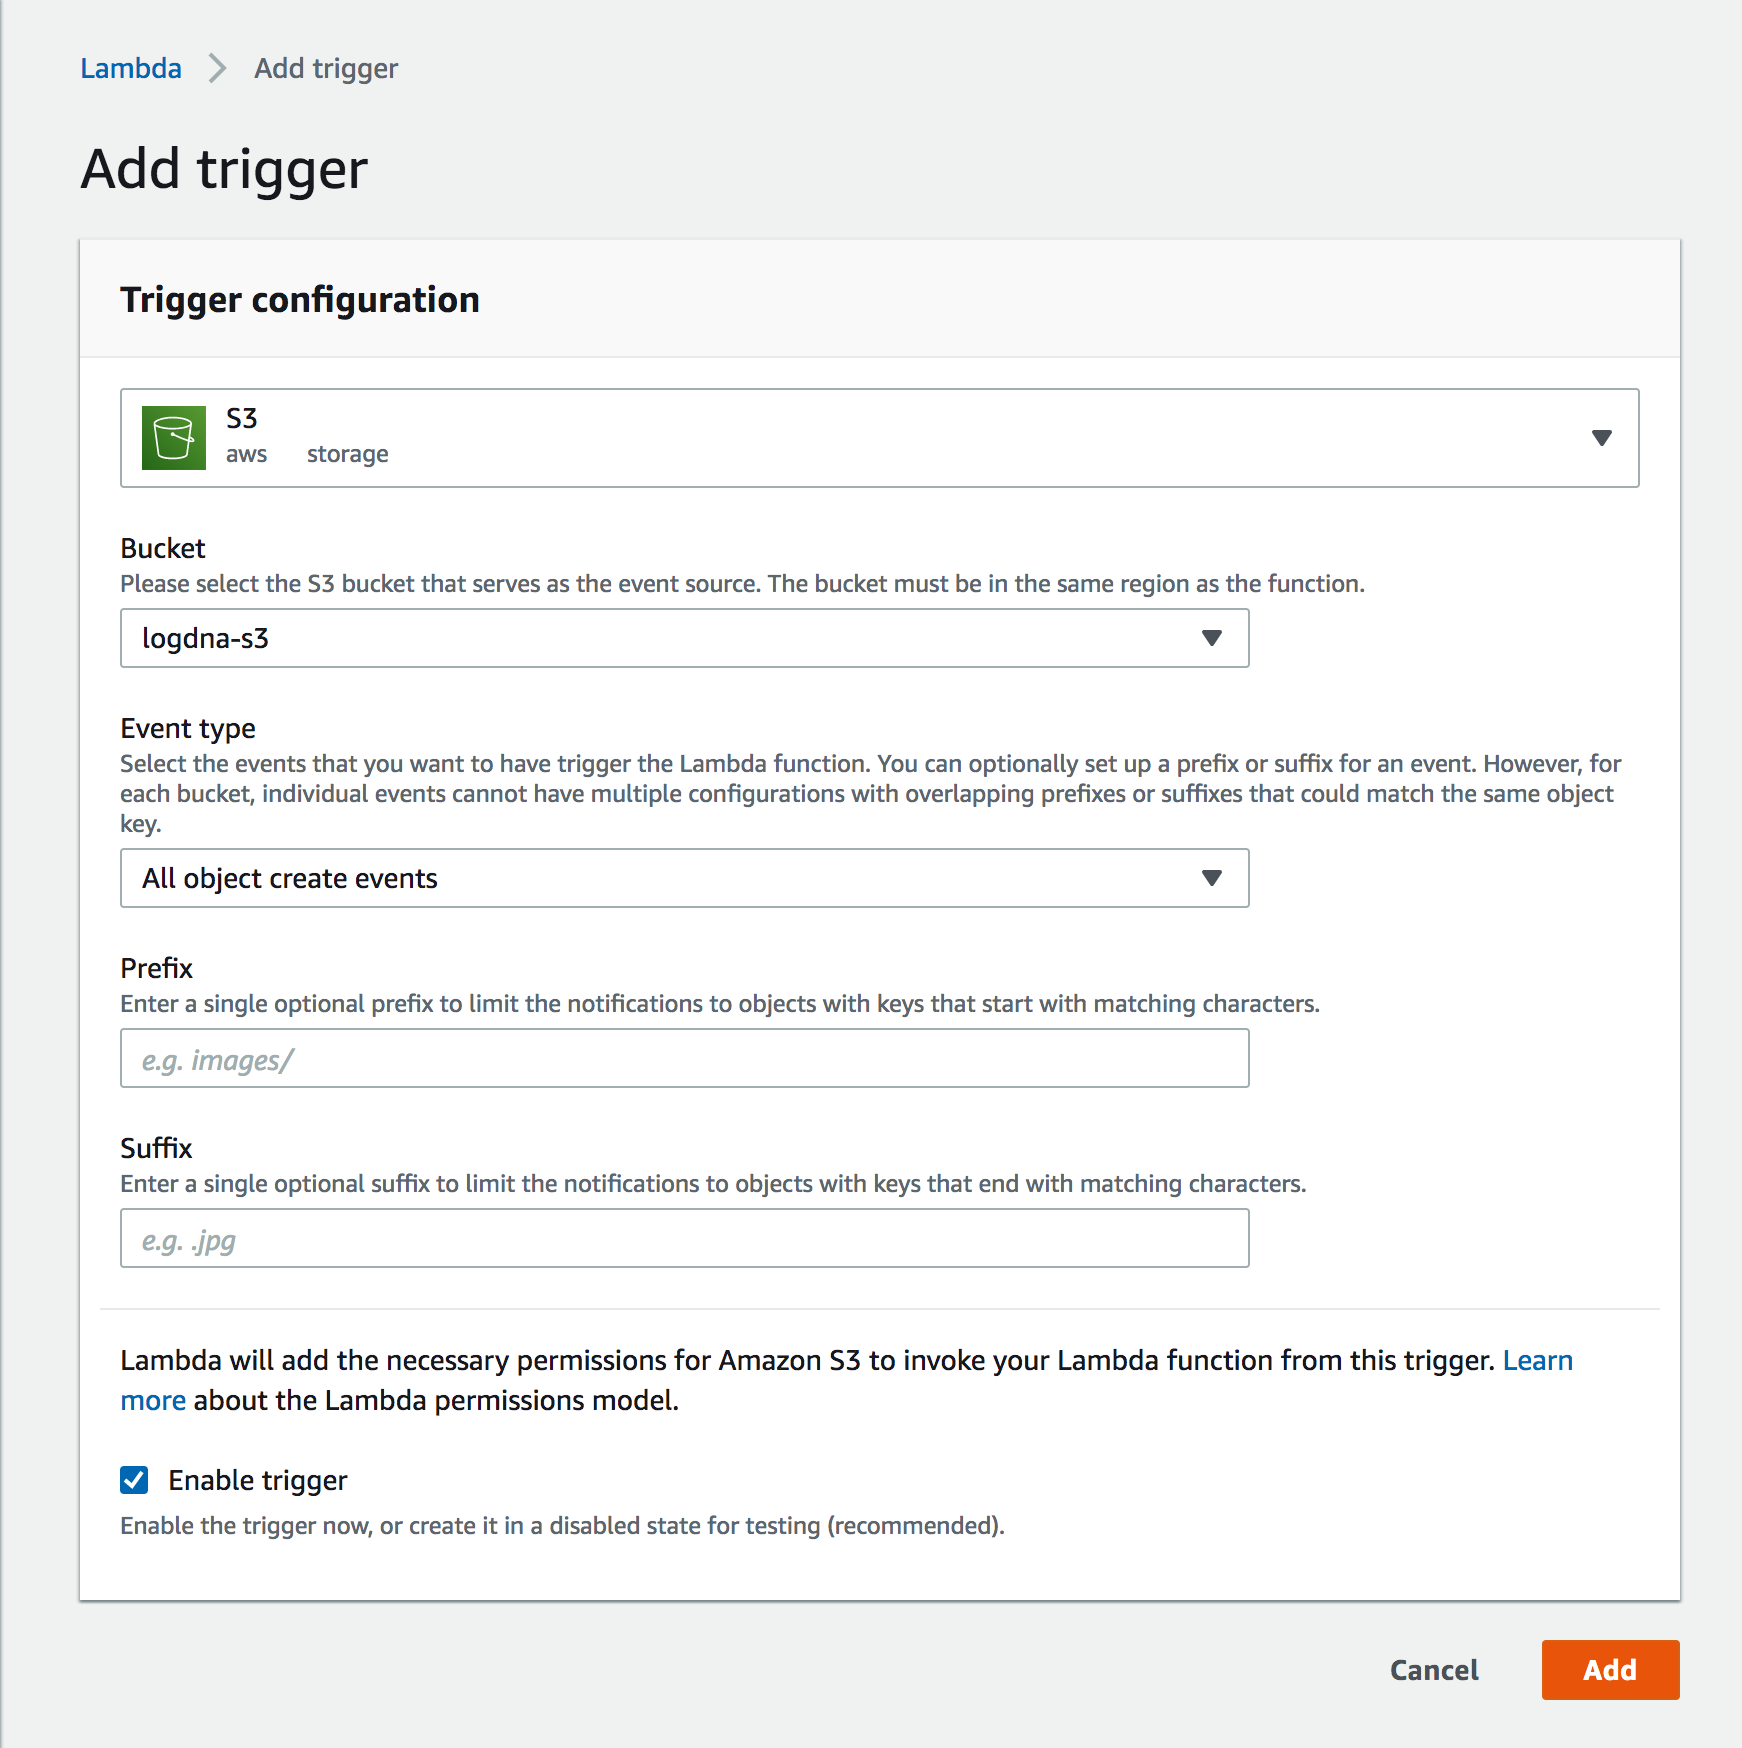 Lambda > Add trigger
Add trigger
Trigger configuration
S3
aws storage
Bucket
Please select the S3 bucket that serves as the event source. The bucket must be in the same region as the function.
logdna-s3
Event type
Select the events that you want to have trigger the Lambda function. You can optionally set up a prefix or suffix for an event. However, for
each bucket, individual events cannot have multiple configurations with overlapping prefixes or suffixes that could match the same object
key.
All object create events
Prefix
Enter a single optional prefix to limit the notifications to objects with keys that start with matching characters.
e.g. images/
Suffix
Enter a single optional suffix to limit the notifications to objects with keys that end with matching characters.
e.g. .jpg
Lambda will add the necessary permissions for Amazon S3 to invoke your Lambda function from this trigger. Learn
more about the Lambda permissions model.
Enable trigger
Enable the trigger now, or create it in a disabled state for testing (recommended).
Cancel Add